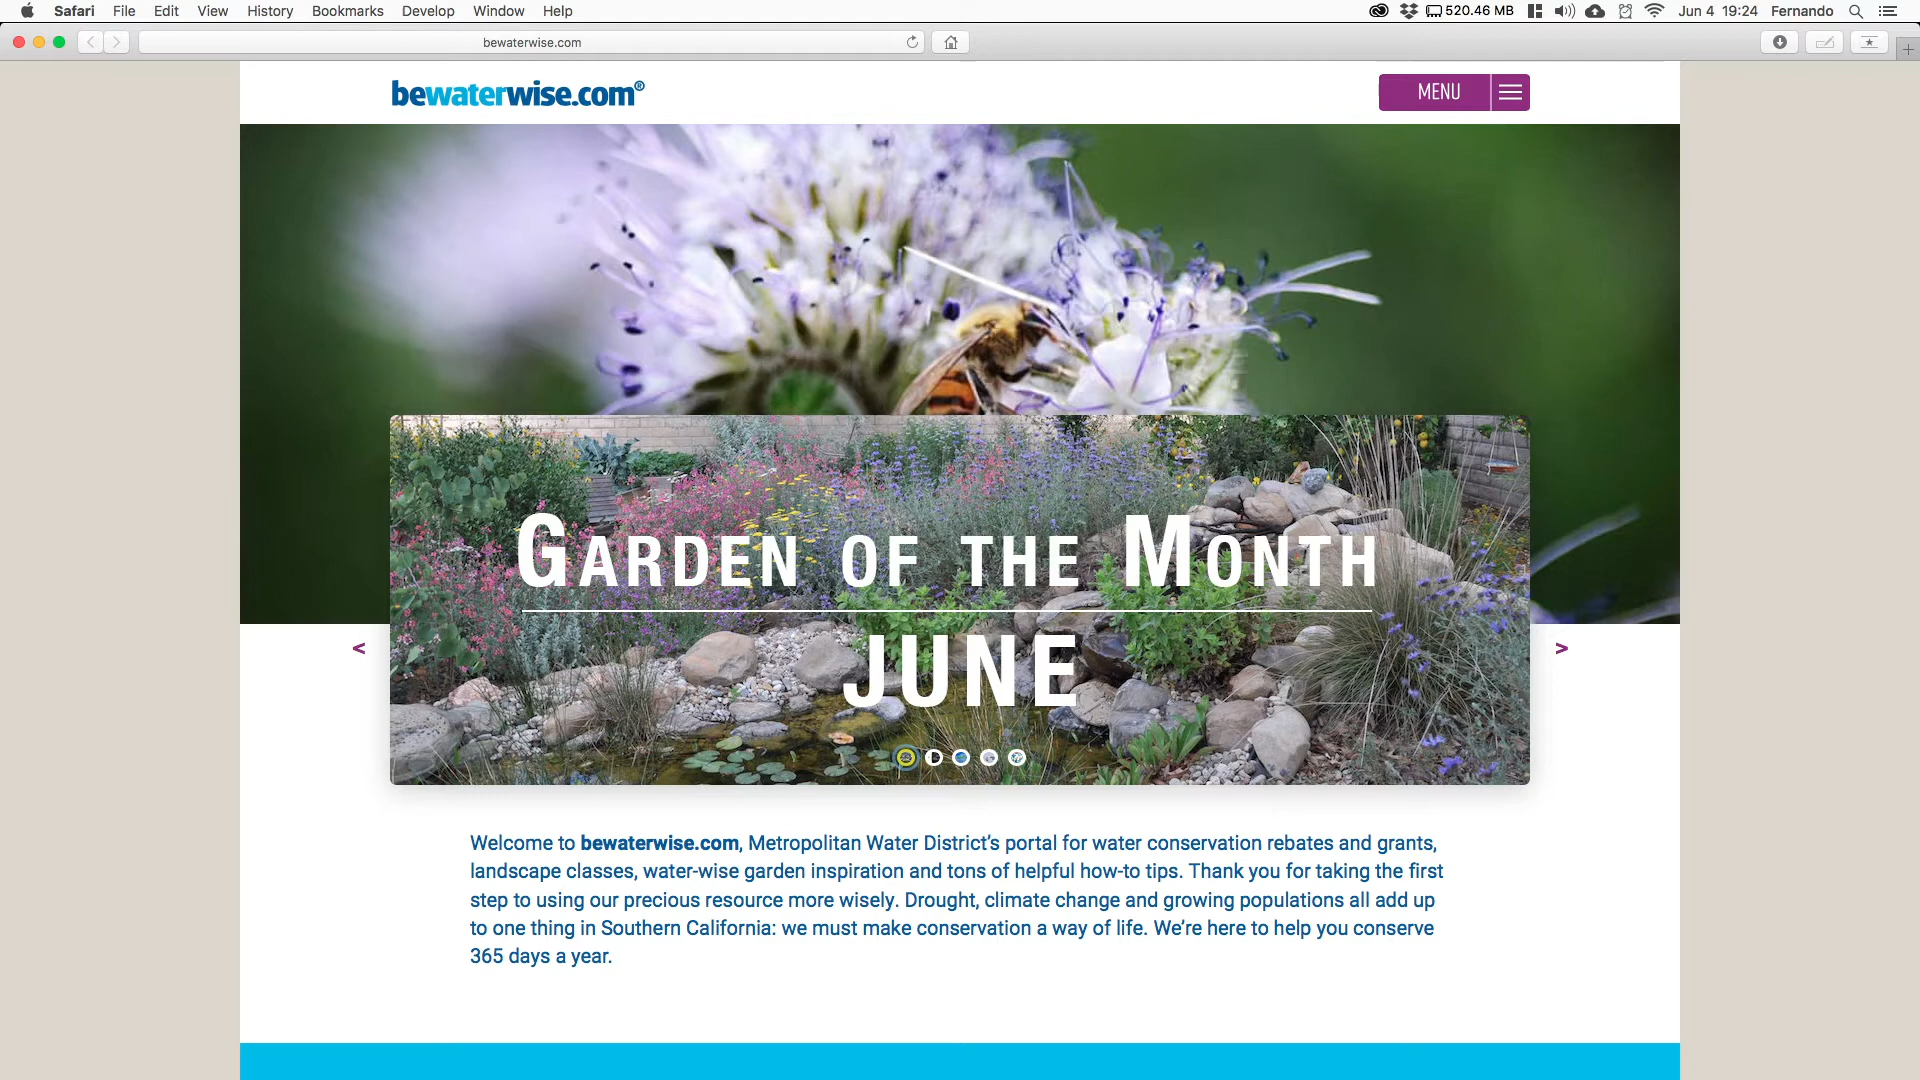 Safari File Edit View History Bookmarks Develop Window Help 520.46 MB Jun 4 19:24 Fernando
bewaterwise.com
bewaterwise.com®
MENU
GARDEN OF THE MONTH
JUNE
< >
Welcome to bewaterwise.com, Metropolitan Water District’s portal for water conservation rebates and grants,
landscape classes, water-wise garden inspiration and tons of helpful how-to tips. Thank you for taking the first
step to using our precious resource more wisely. Drought, climate change and growing populations all add up
to one thing in Southern California: we must make conservation a way of life. We’re here to help you conserve
365 days a year.